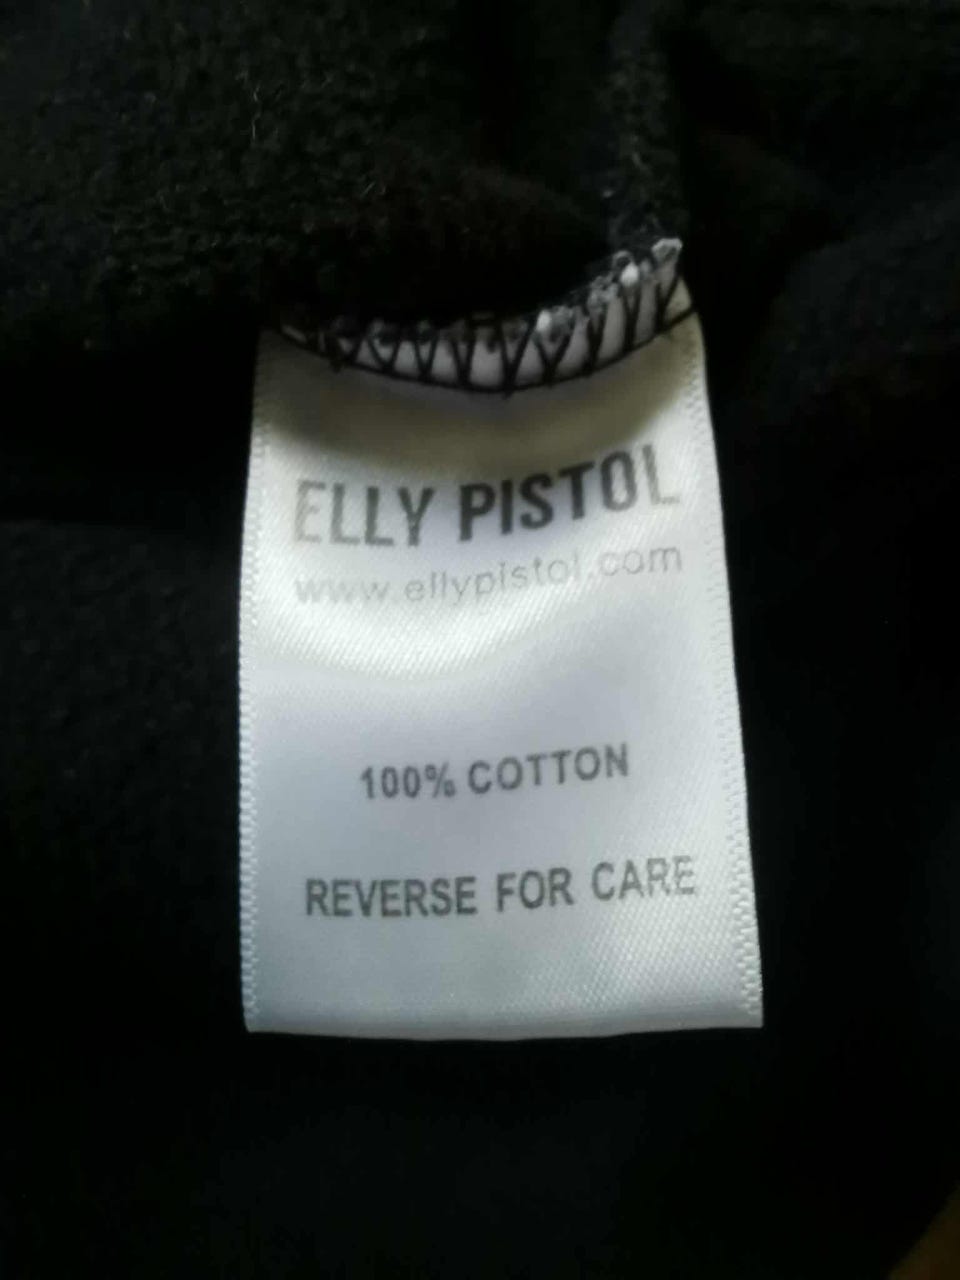 ELLY PISTOL
www.ellypistol.com
100% COTTON
REVERSE FOR CARE